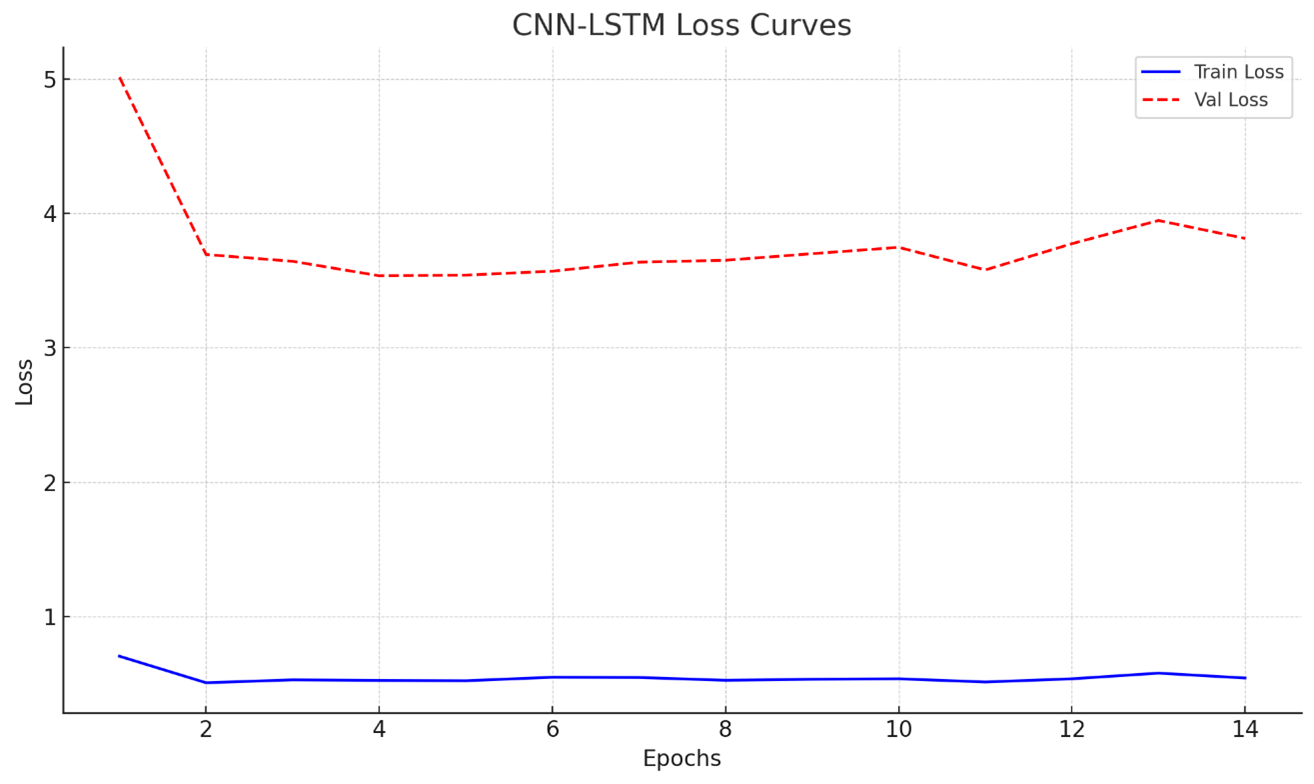 CNN-LSTM Loss Curves
Train Loss
Val Loss
5
4
3
2
1
Loss
2 4 6 8 10 12 14
Epochs